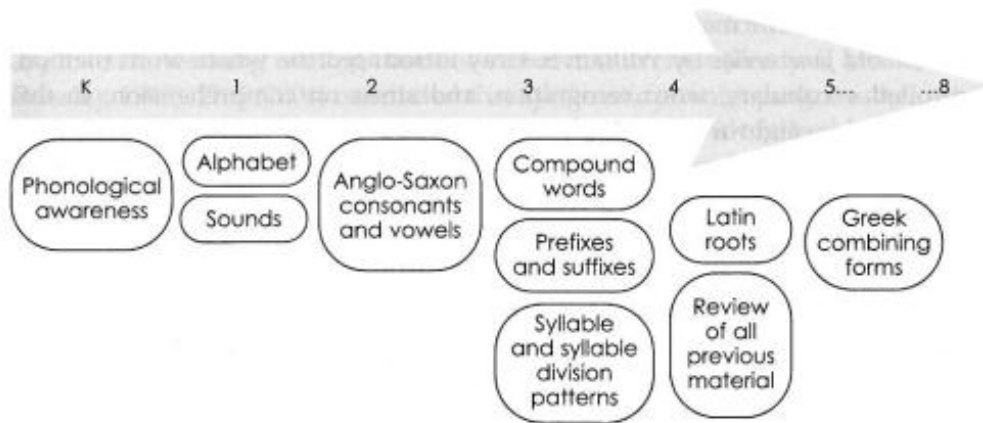 K 1 2 3 4 5... ...8
Phonological
awareness
Alphabet
Sounds
Anglo-Saxon
consonants
and vowels
Compound
words
Prefixes
and suffixes
Syllable
and syllable
division
patterns
Latin
roots
Review
of all
previous
material
Greek
combining
forms